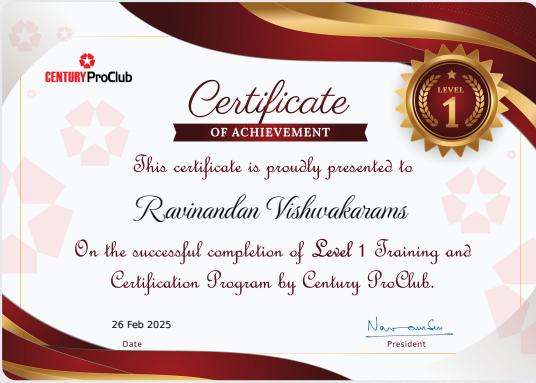 CENTURY ProClub
LEVEL
1
Certificate
OF ACHIEVEMENT
This certificate is proudly presented to
Ravinandan Vishwakarams
On the successful completion of Level 1 Training and
Certification Program by Century ProClub.
26 Feb 2025
Date
President